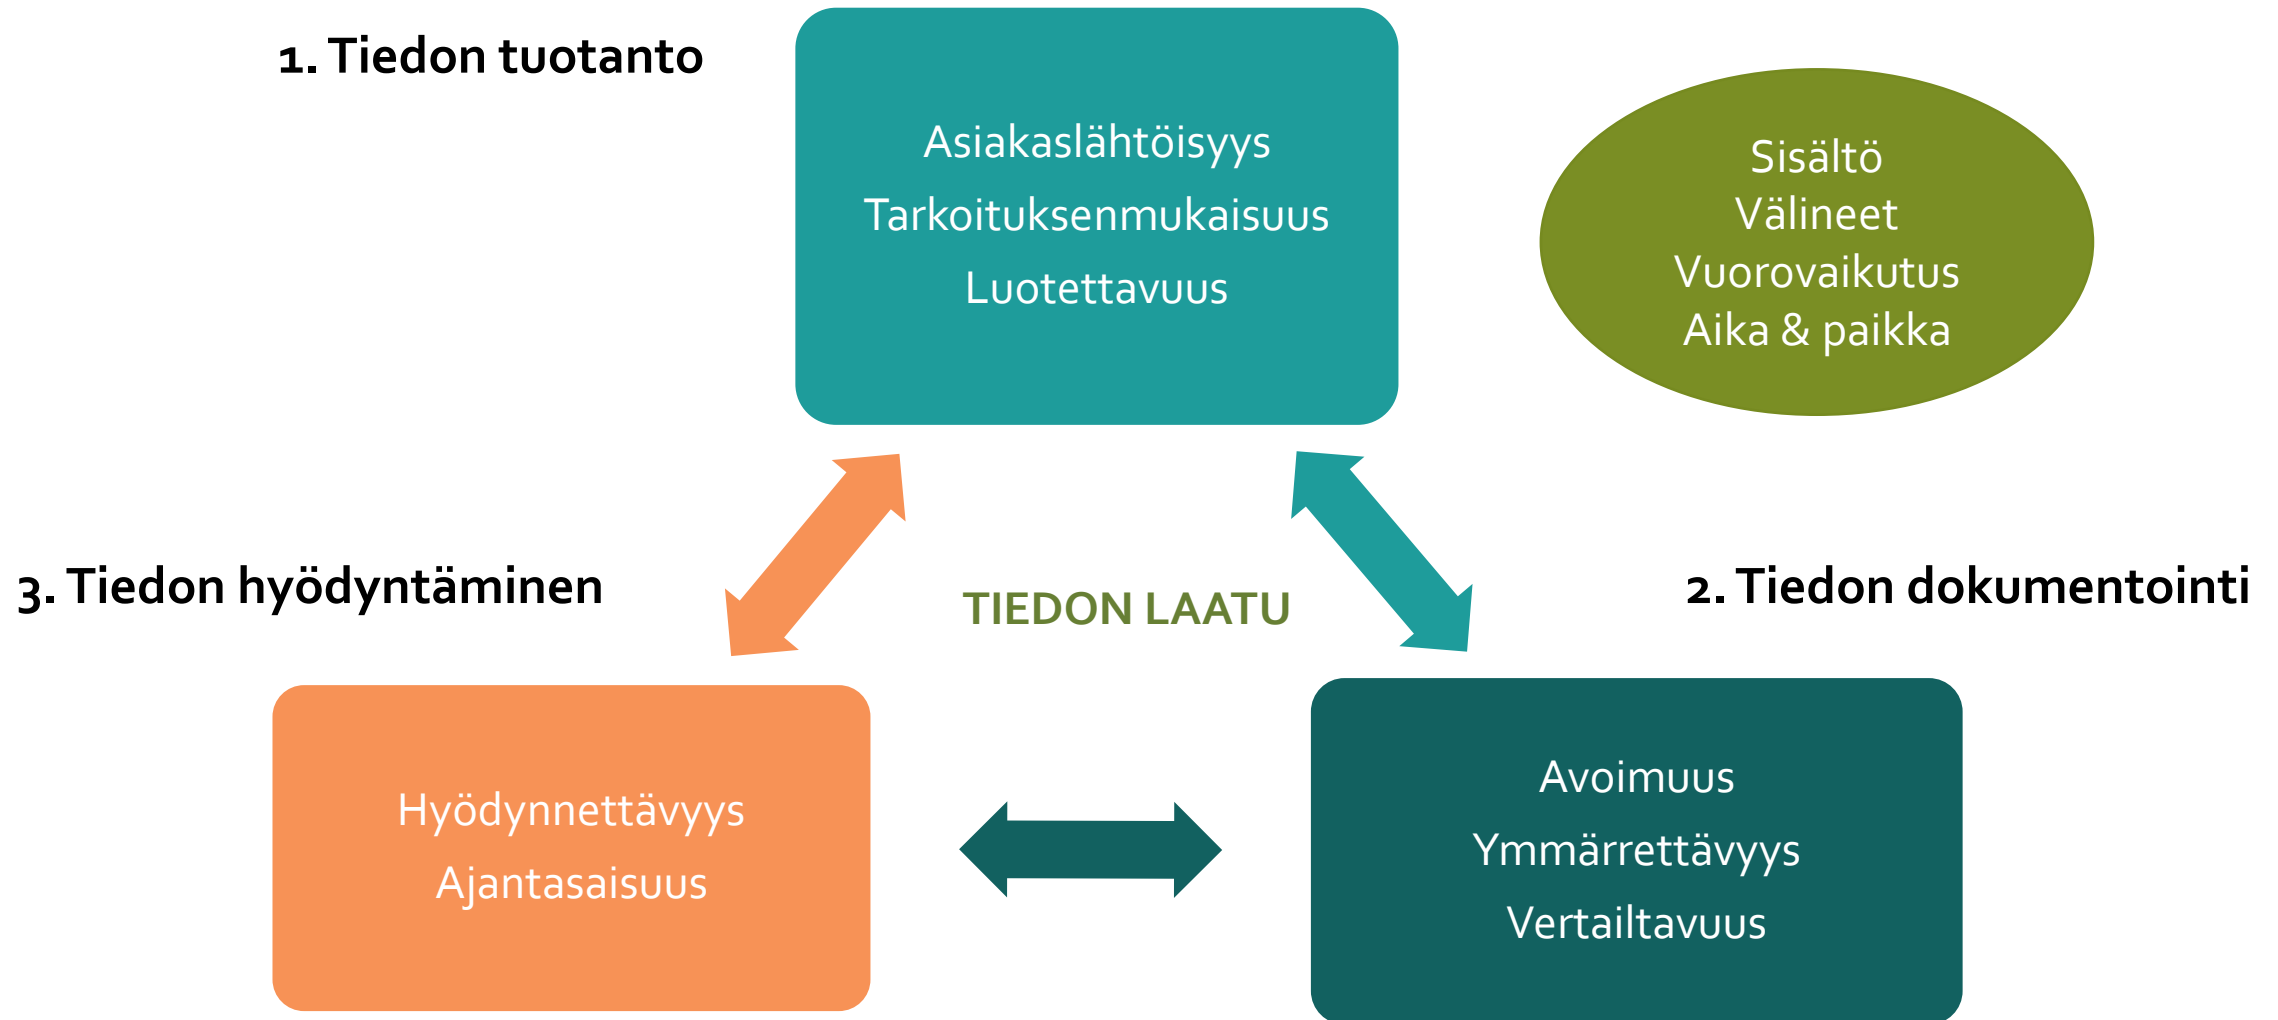 1. Tiedon tuotanto
Asiakaslähtöisyys
Tarkoituksenmukaisuus
Luotettavuus
Sisältö
Välineet
Vuorovaikutus
Aika & paikka
3. Tiedon hyödyntäminen
TIEDON LAATU
2. Tiedon dokumentointi
Hyödynnettävyys
Ajantasaisuus
Avoimuus
Ymmärrettävyys
Vertailtavuus